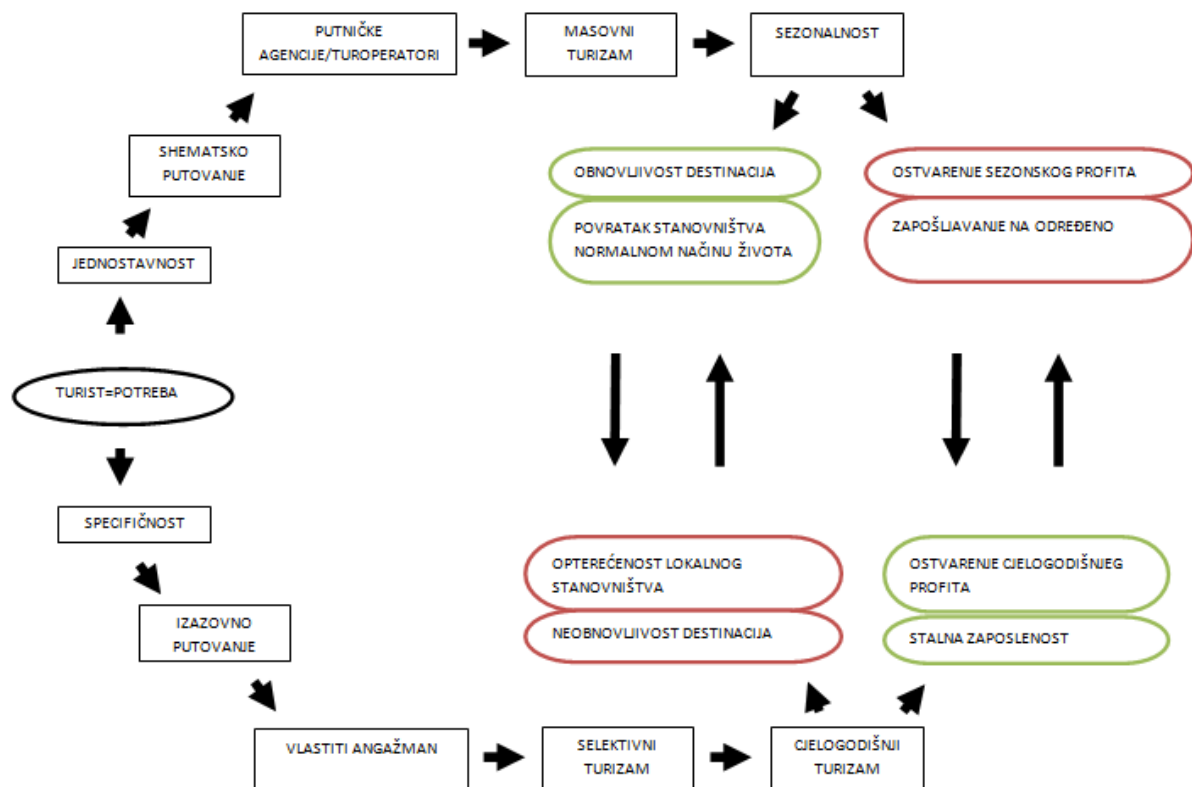 PUTNIČKE
AGENCIJE/TUROPERATORI
MASOVNI
TURIZAM
SEZONALNOST
SHEMATSKO
PUTOVANJE
OBNOVLJIVOST DESTINACIJA
OSTVARENJE SEZONSKOG PROFITA
POVRATAK STANOVNIŠTVA
NORMALNOM NAČINU ŽIVOTA
ZAPOŠLJAVANJE NA ODREĐENO
JEDNOSTAVNOST
TURIST=POTREBA
SPECIFIČNOST
OPTEREĆENOST LOKALNOG
STANOVNIŠTVA
OSTVARENJE CJELOGODIŠNJEG
PROFITA
NEOBNOVLJIVOST DESTINACIJA
STALNA ZAPOSLENOST
IZAZOVNO
PUTOVANJE
VLASTITI ANGAŽMAN
SELEKTIVNI
TURIZAM
CJELOGODIŠNJI
TURIZAM